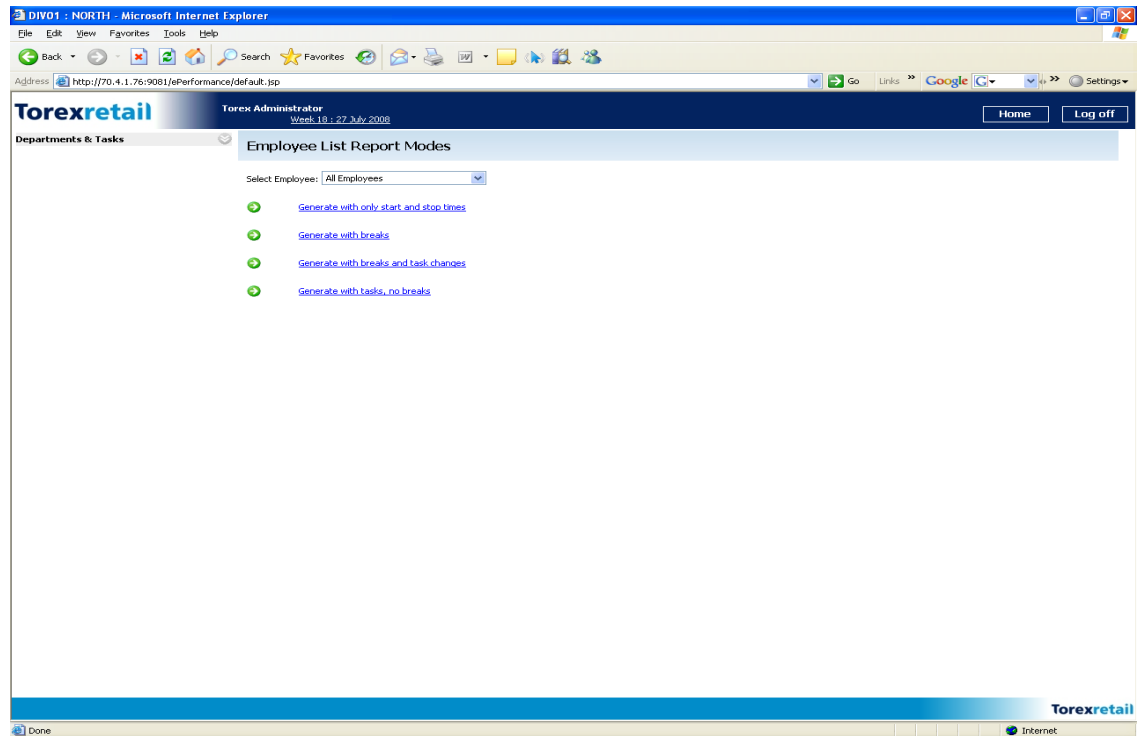 DIV01 : NORTH - Microsoft Internet Explorer
File Edit View Favorites Tools Help
Back Search Favorites
Address http://70.4.1.76:9081/ePerformance/default.jsp Go Links » Google G » Settings
Torexretail
Torex Administrator
Week 18 : 27 July 2008
Home Log off
Departments & Tasks
Employee List Report Modes
Select Employee: All Employees
Generate with only start and stop times
Generate with breaks
Generate with breaks and task changes
Generate with tasks, no breaks
Torexretail
Done Internet